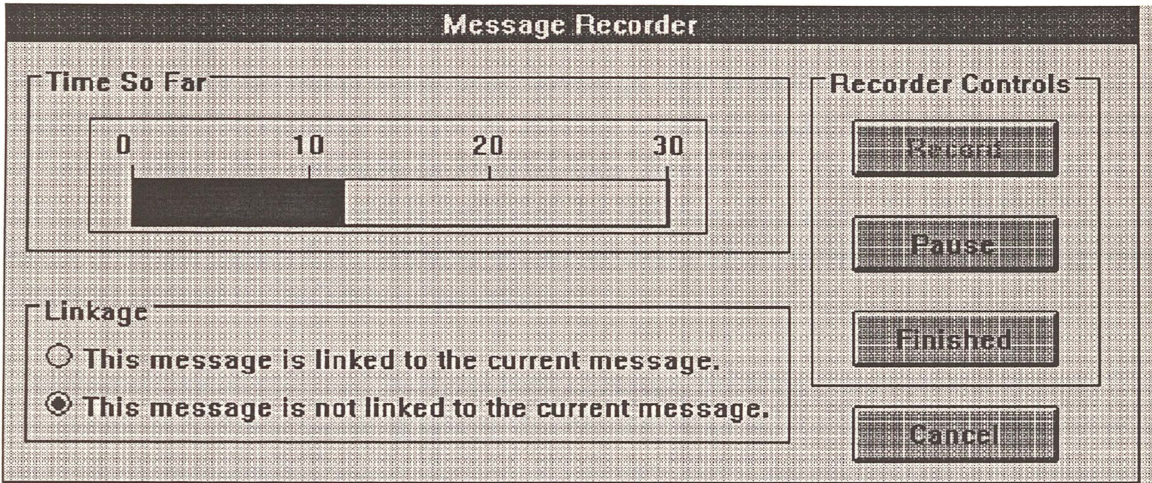 Message Recorder
Time So Far
0 10 20 30
Linkage
This message is linked to the current message.
This message is not linked to the current message.
Recorder Controls
Record
Pause
Finished
Cancel